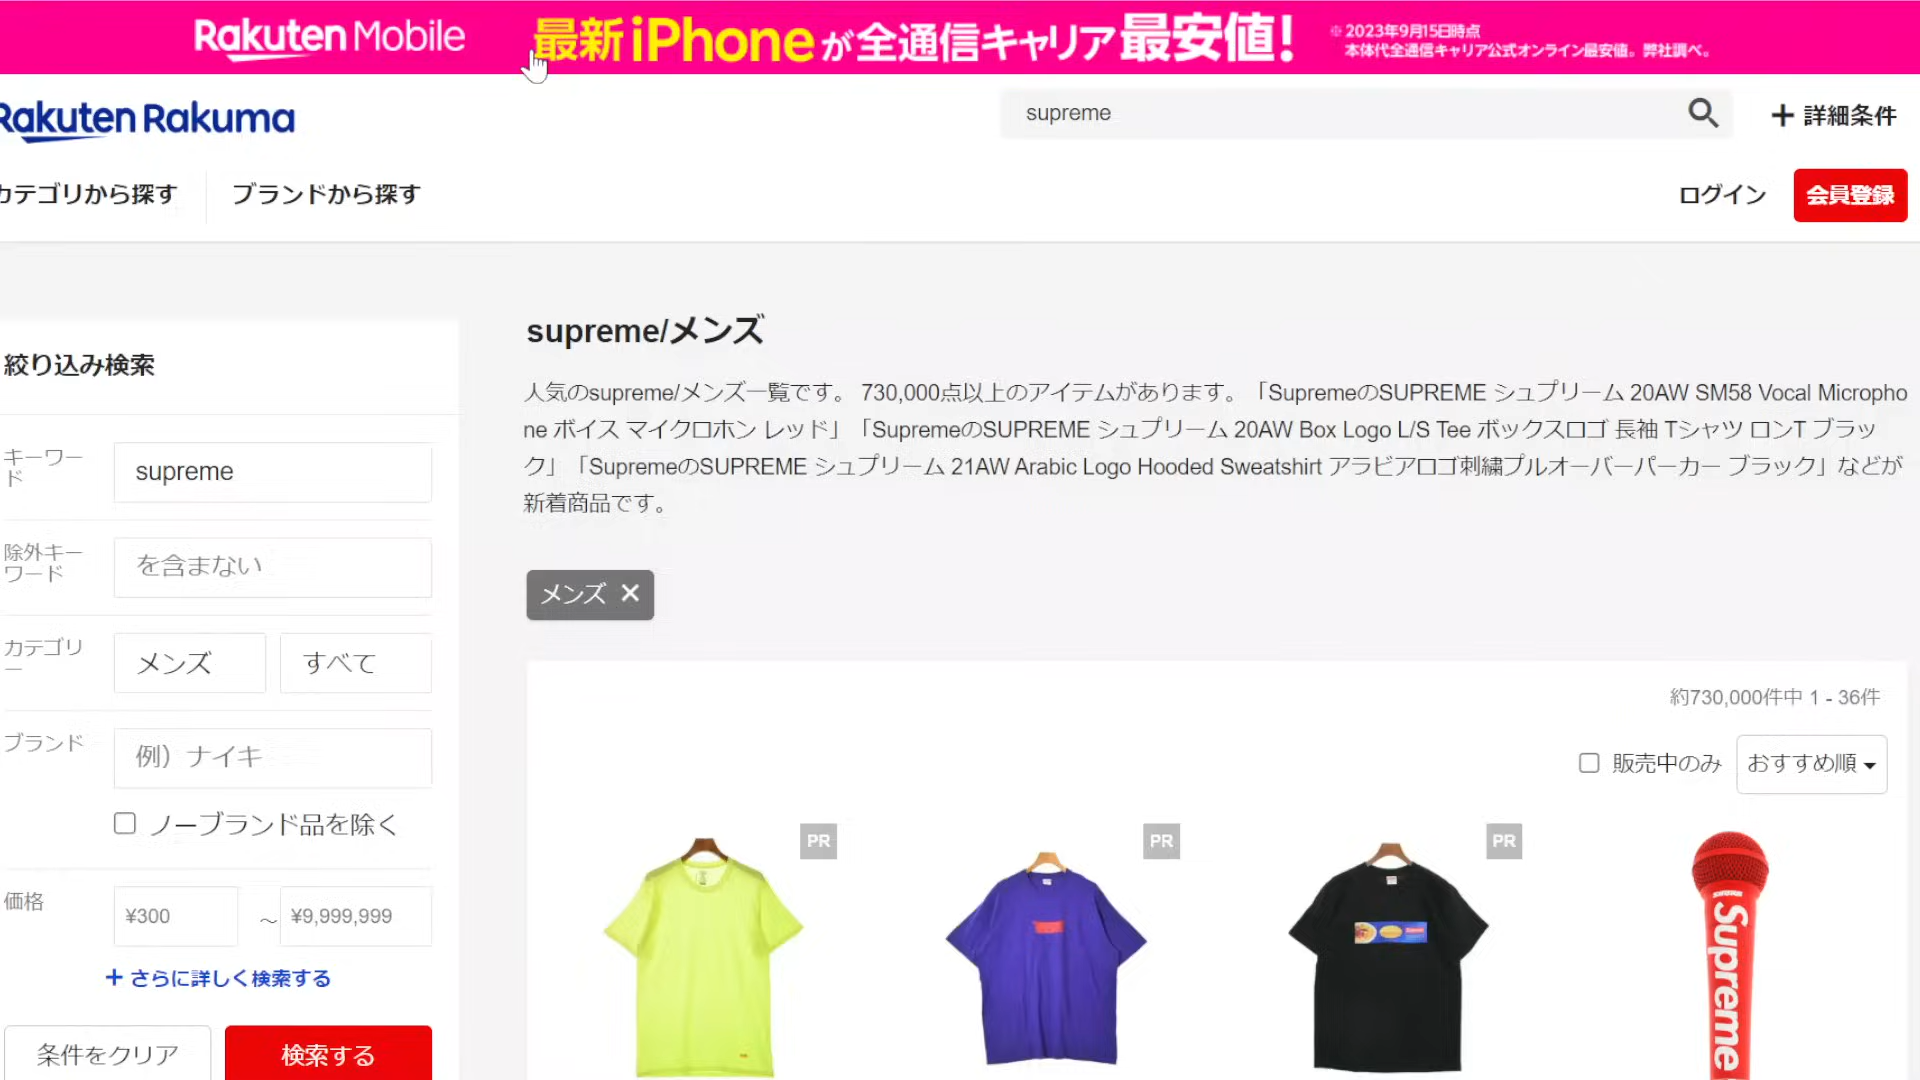 Rakuten Mobile 最新iPhoneが全通信キャリア最安値! ※2023年9月15日時点
本体代全通信キャリア公式オンライン最安値。弊社調べ。
Rakuten Rakuma
supreme
詳細条件
カテゴリから探す
ブランドから探す
ログイン
会員登録
絞り込み検索
キーワー
ド
supreme
除外キー
ワード
を含まない
カテゴリ
ー
メンズ
すべて
ブランド
例）ナイキ
ノーブランド品を除く
価格
¥300
～
¥9,999,999
+ さらに詳しく検索する
条件をクリア
検索する
supreme/メンズ
人気のsupreme/メンズ一覧です。 730,000点以上のアイテムがあります。「SupremeのSUPREME シュプリーム 20AW SM58 Vocal Micropho
ne ボイス マイクロホン レッド」「SupremeのSUPREME シュプリーム 20AW Box Logo L/S Tee ボックスロゴ 長袖 Tシャツ ロンT ブラッ
ク」「SupremeのSUPREME シュプリーム 21AW Arabic Logo Hooded Sweatshirt アラビアロゴ刺繍プルオーバーパーカー ブラック」などが
新着商品です。
メンズ ×
約730,000件中 1 - 36件
販売中のみ
おすすめ順
PR
PR
PR
Supreme